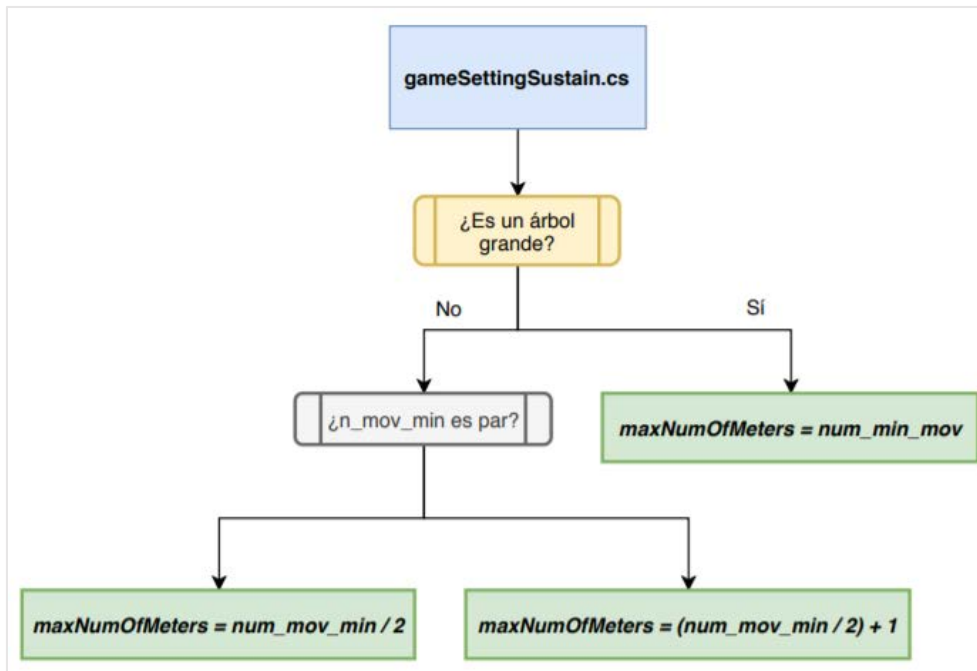 gameSettingSustain.cs
¿Es un árbol
grande?
No
Sí
¿n_mov_min es par?
maxNumOfMeters = num_min_mov
maxNumOfMeters = num_mov_min / 2
maxNumOfMeters = (num_mov_min / 2) + 1